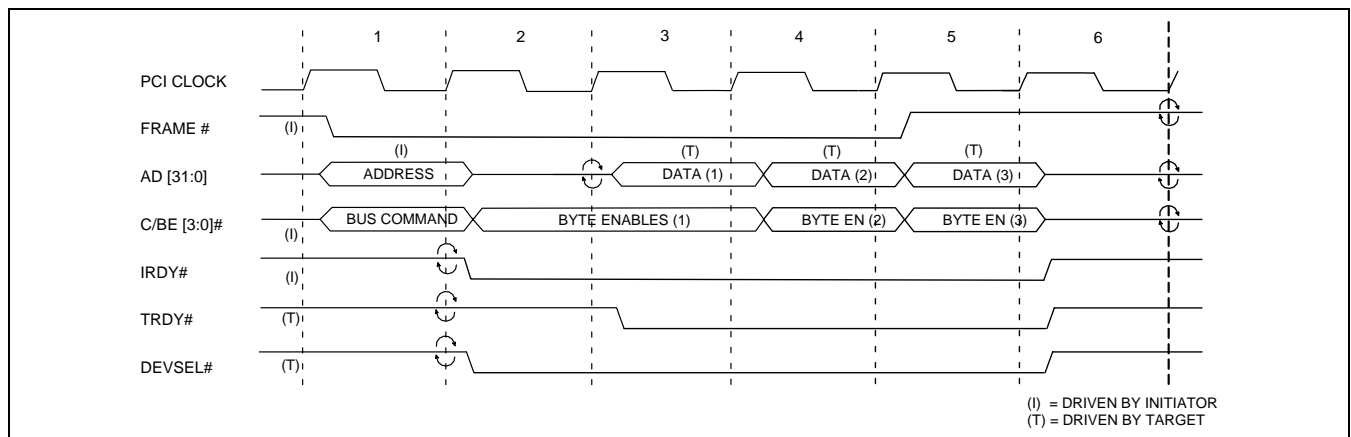 1 2 3 4 5 6
PCI CLOCK
FRAME # (I)
(I) (T) (T) (T)
AD [31:0] ADDRESS DATA (1) DATA (2) DATA (3)
C/BE [3:0]# (I) BUS COMMAND BYTE ENABLES (1) BYTE EN (2) BYTE EN (3)
IRDY# (I)
TRDY# (T)
DEVSEL# (T)
(I) = DRIVEN BY INITIATOR
(T) = DRIVEN BY TARGET